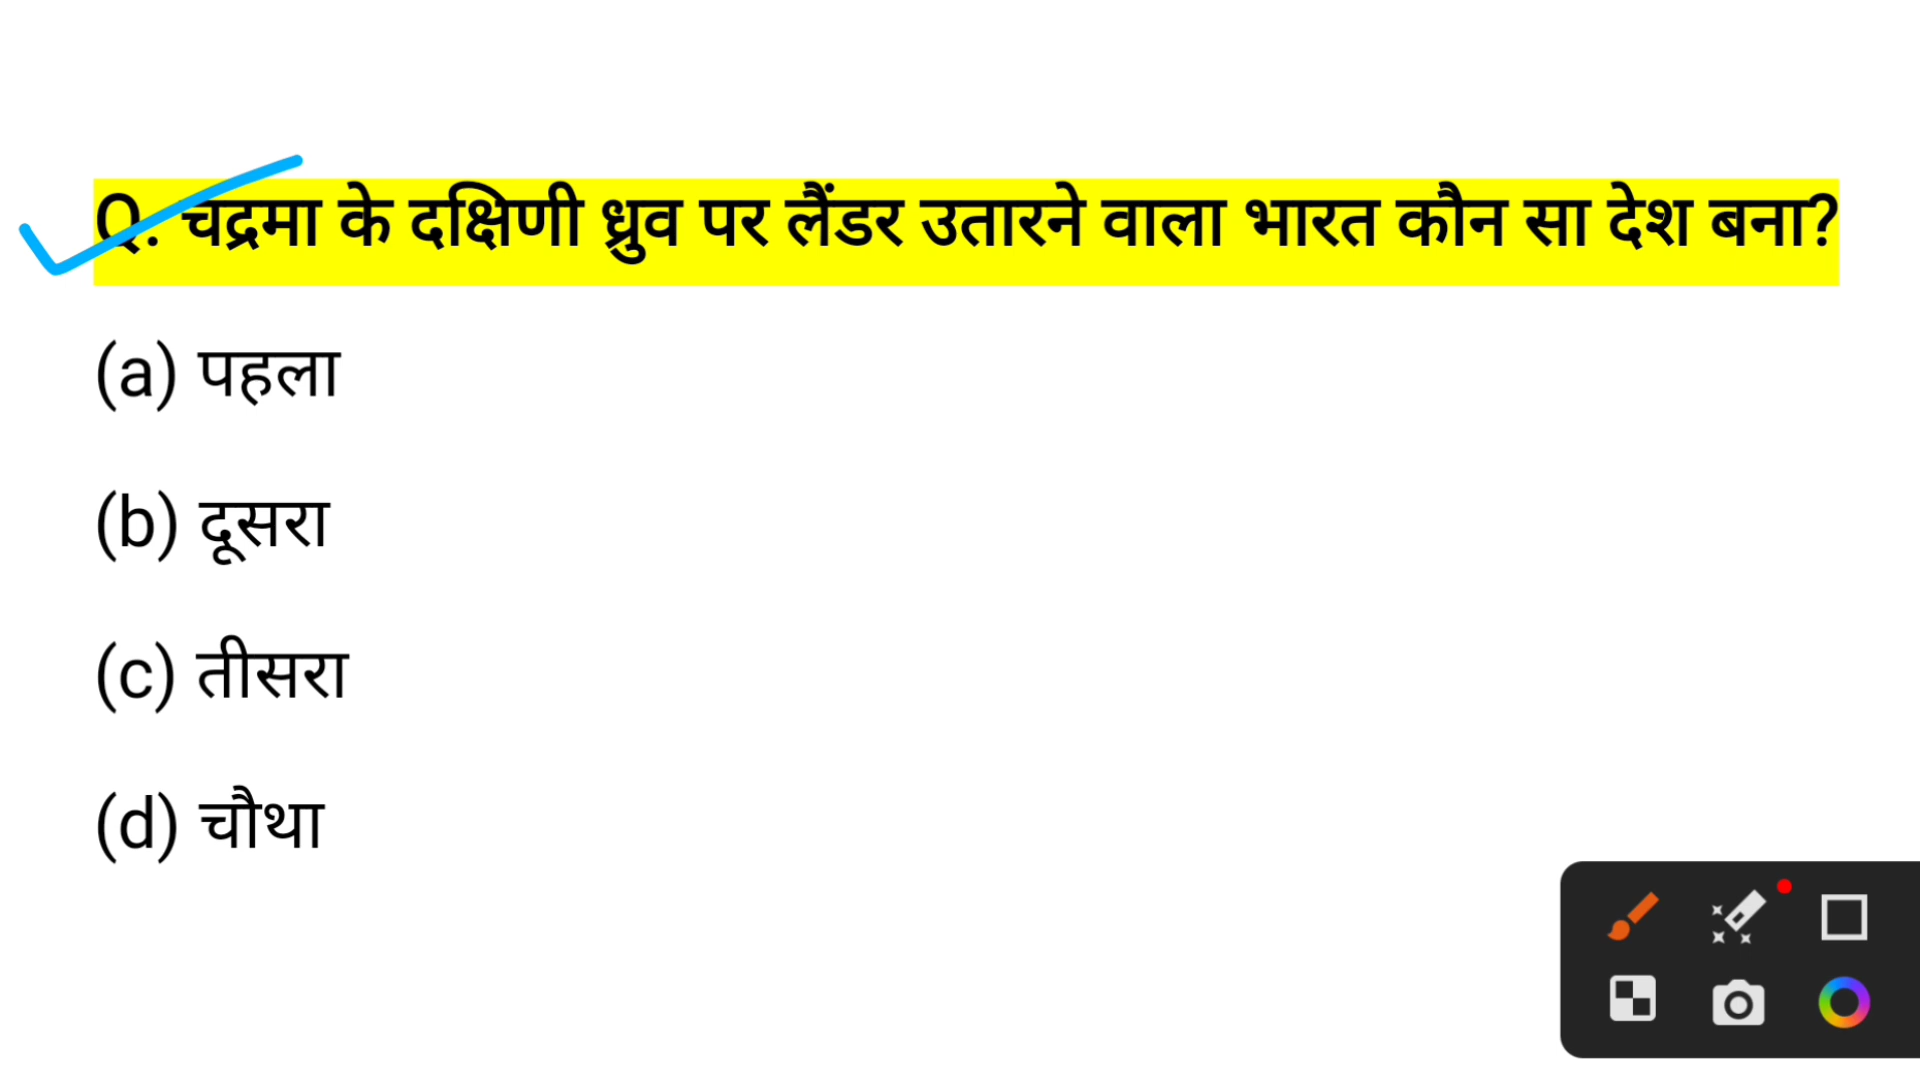 Q. चद्रमा के दक्षिणी ध्रुव पर लैंडर उतारने वाला भारत कौन सा देश बना?
(a) पहला
(b) दूसरा
(c) तीसरा
(d) चौथा